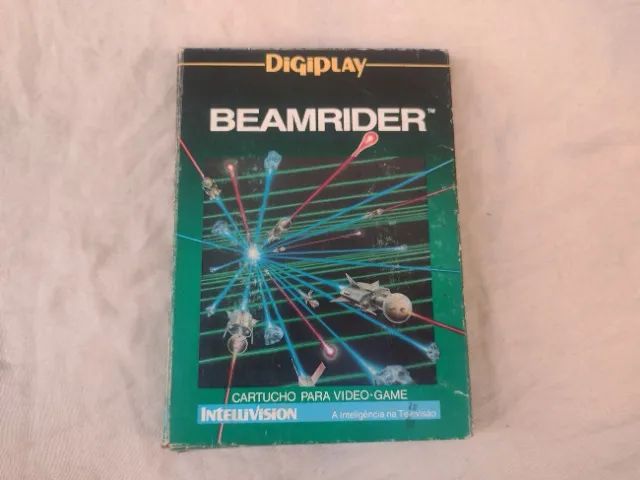 DiGiPLAY
BEAMRIDER™
CARTUCHO PARA VIDEO-GAME
INTELLIVISION A Inteligência na Televisão